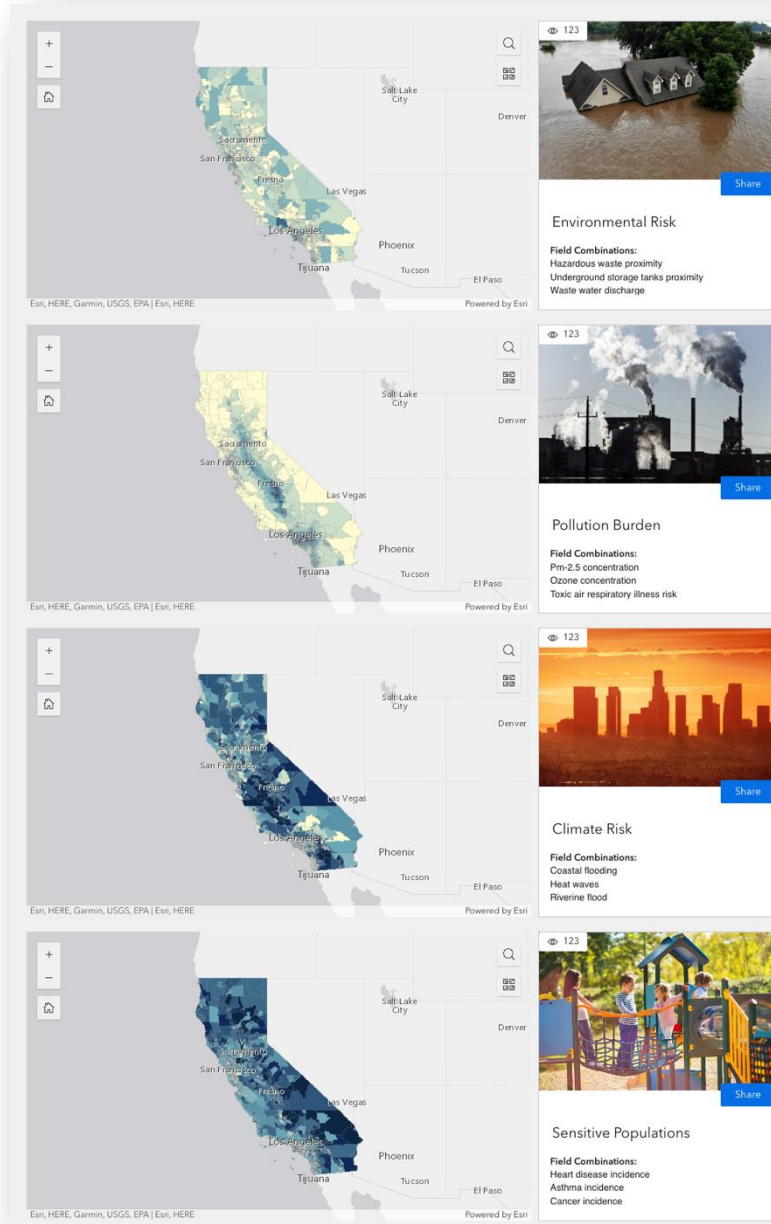 +
−
Salt Lake
City
Denver
Sacramento
San Francisco
Fresno
Las Vegas
Los Angeles
Phoenix
Tijuana
Tucson
El Paso
Esri, HERE, Garmin, USGS, EPA | Esri, HERE
Powered by Esri
123
Share
Environmental Risk
Field Combinations:
Hazardous waste proximity
Underground storage tanks proximity
Waste water discharge
+
−
Salt Lake
City
Denver
Sacramento
San Francisco
Fresno
Las Vegas
Los Angeles
Phoenix
Tijuana
Tucson
El Paso
Esri, HERE, Garmin, USGS, EPA | Esri, HERE
Powered by Esri
123
Share
Pollution Burden
Field Combinations:
Pm-2.5 concentration
Ozone concentration
Toxic air respiratory illness risk
+
−
Salt Lake
City
Denver
Sacramento
San Francisco
Fresno
Las Vegas
Los Angeles
Phoenix
Tijuana
Tucson
El Paso
Esri, HERE, Garmin, USGS, EPA | Esri, HERE
Powered by Esri
123
Share
Climate Risk
Field Combinations:
Coastal flooding
Heat waves
Riverine flood
+
−
Salt Lake
City
Denver
Sacramento
San Francisco
Fresno
Las Vegas
Los Angeles
Phoenix
Tijuana
Tucson
El Paso
Esri, HERE, Garmin, USGS, EPA | Esri, HERE
Powered by Esri
123
Share
Sensitive Populations
Field Combinations:
Heart disease incidence
Asthma incidence
Cancer incidence